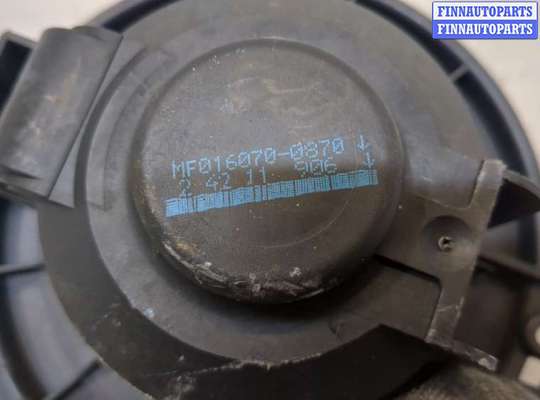 FINNAUTOPARTS
FINNAUTOPARTS
MF016070-0870 ↓
2 42 11 906 ↓